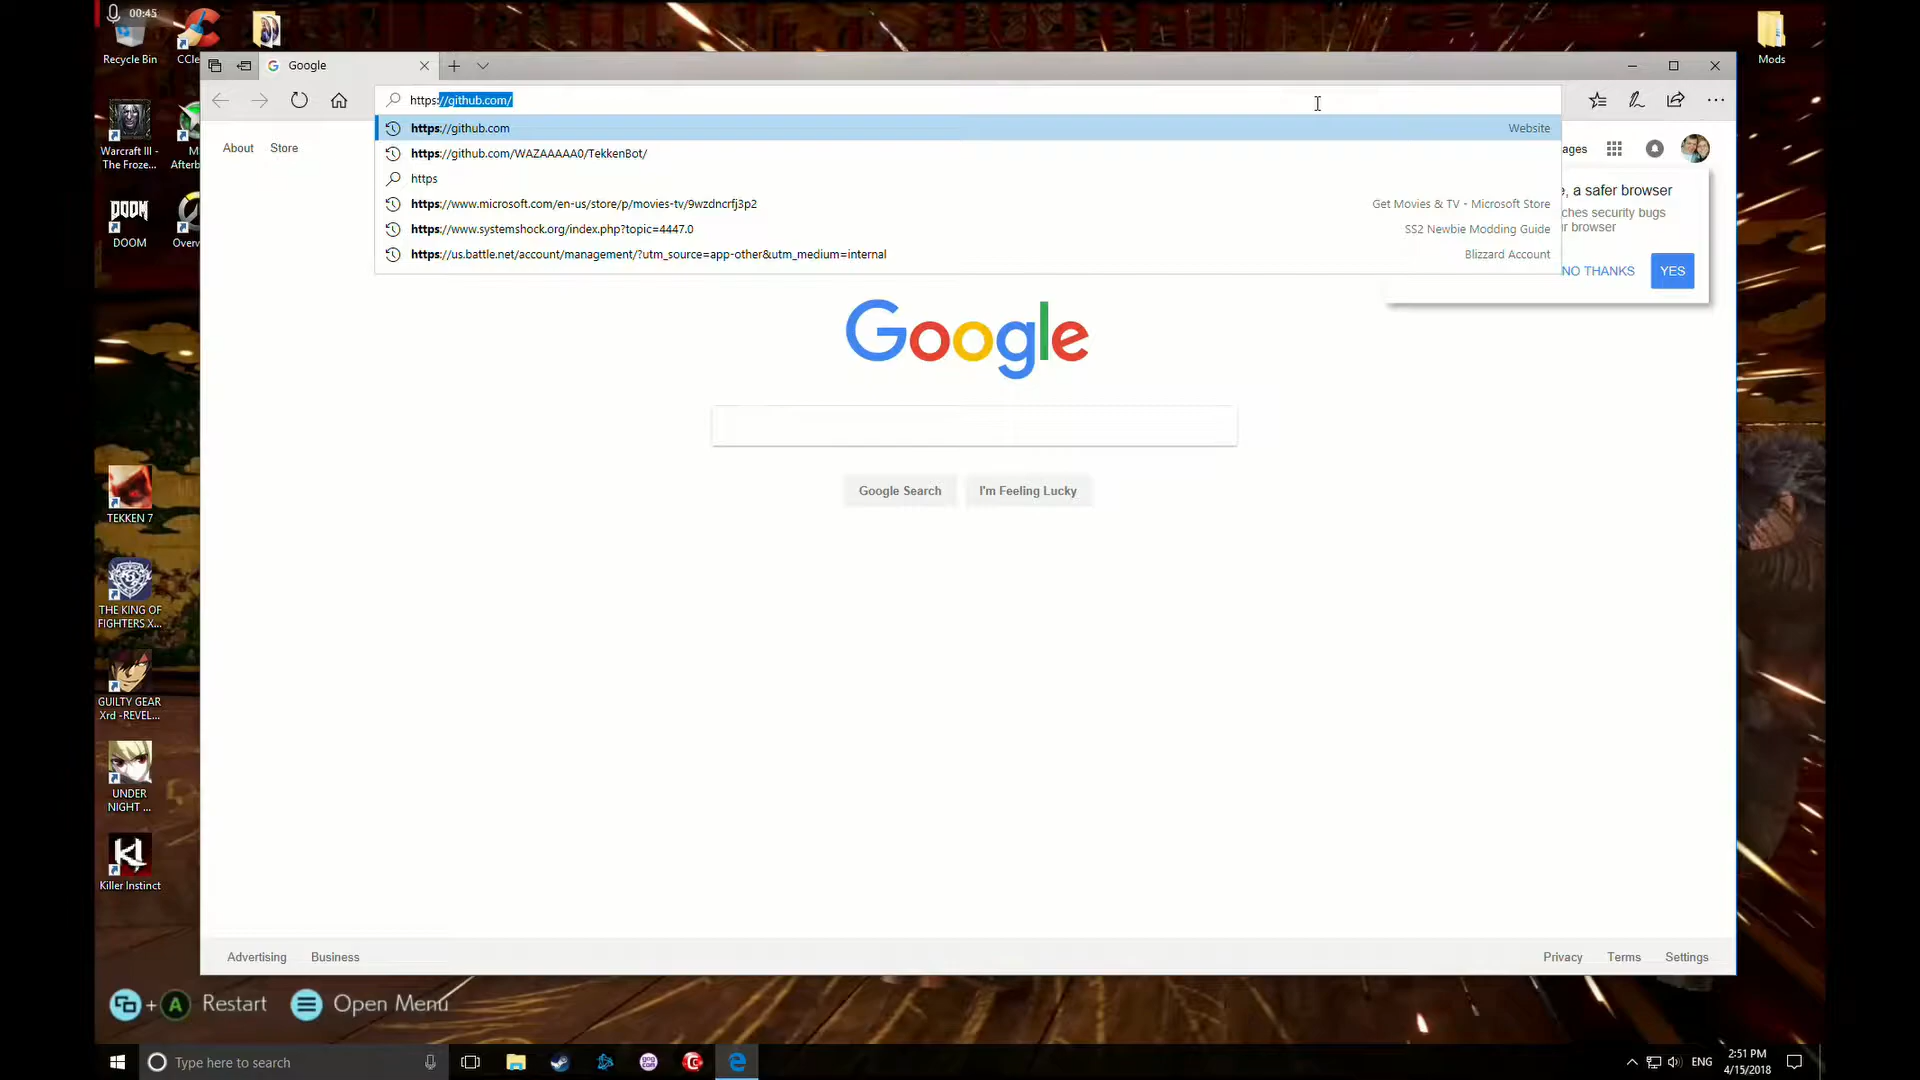 00:45
Recycle Bin
CCle
Mods
Google
https://github.com/
https://github.com Website
https://github.com/WAZAAAAA0/TekkenBot/
https
https://www.microsoft.com/en-us/store/p/movies-tv/9wzdncrfj3p2 Get Movies & TV - Microsoft Store
https://www.systemshock.org/index.php?topic=4447.0 SS2 Newbie Modding Guide
https://us.battle.net/account/management/?utm_source=app-other&utm_medium=internal Blizzard Account
About Store
ages
e, a safer browser
ches security bugs
r browser
NO THANKS YES
Warcraft III -
The Froze...
M
Afterb
DOOM
DOOM
Overv
Google
Google Search I'm Feeling Lucky
TEKKEN 7
THE KING OF
FIGHTERS X...
GUILTY GEAR
Xrd -REVEL...
UNDER
NIGHT ...
Killer Instinct
Advertising Business
Privacy Terms Settings
+ A Restart Open Menu
Type here to search
gog
com
ENG
2:51 PM
4/15/2018